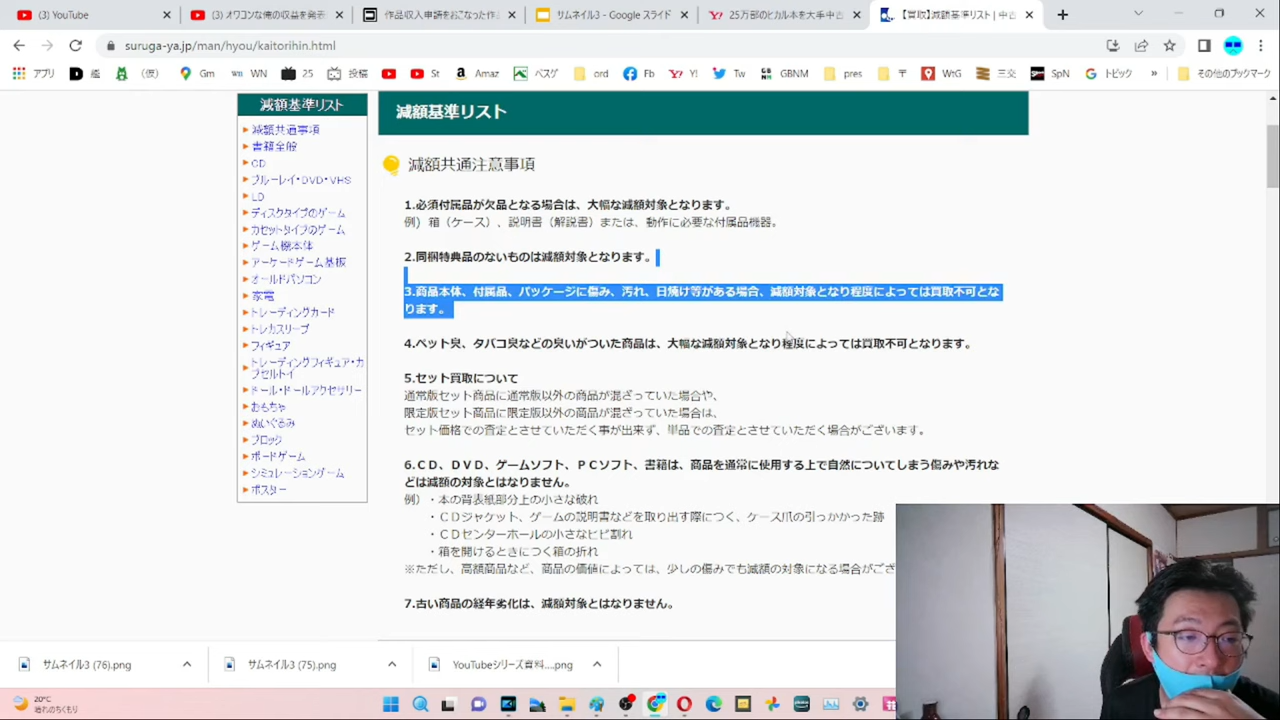 (3) YouTube
(3) オワコンな俺の収益を発表
作品収入申請をおこなった作
サムネイル3 - Google スライド
25万部のヒカル本を大手中古
【買取】減額基準リスト | 中古
suruga-ya.jp/man/hyou/kaitorihin.html
アプリ
艦
(仮)
Gm
WN
25
投稿
St
Amaz
ベスゲ
ord
Fb
Y!
Tw
GBNM
pres
〒
WtG
三交
SpN
トピック
»
その他のブックマーク
減額基準リスト
減額共通事項
書籍全般
CD
ブルーレイ・DVD・VHS
LD
ディスクタイプのゲーム
カセットタイプのゲーム
ゲーム機本体
アーケードゲーム基板
オールドパソコン
家電
トレーディングカード
トレカスリーブ
フィギュア
トレーディングフィギュア・カ
プセルトイ
ドール・ドールアクセサリー
おもちゃ
ぬいぐるみ
ブロック
ボードゲーム
シミュレーションゲーム
ポスター
減額基準リスト
減額共通注意事項
1.必須付属品が欠品となる場合は、大幅な減額対象となります。
例）箱（ケース）、説明書（解説書）または、動作に必要な付属品機器。
2.同梱特典品のないものは減額対象となります。
3.商品本体、付属品、パッケージに傷み、汚れ、日焼け等がある場合、減額対象となり程度によっては買取不可とな
ります。
4.ペット臭、タバコ臭などの臭いがついた商品は、大幅な減額対象となり程度によっては買取不可となります。
5.セット買取について
通常版セット商品に通常版以外の商品が混ざっていた場合や、
限定版セット商品に限定版以外の商品が混ざっていた場合は、
セット価格での査定とさせていただく事が出来ず、単品での査定とさせていただく場合がございます。
6.ＣＤ、ＤＶＤ、ゲームソフト、ＰＣソフト、書籍は、商品を通常に使用する上で自然についてしまう傷みや汚れな
どは減額の対象とはなりません。
例）・本の背表紙部分上の小さな破れ
・ＣＤジャケット、ゲームの説明書などを取り出す際につく、ケース爪の引っかかった跡
・ＣＤセンターホールの小さなヒビ割れ
・箱を開けるときにつく箱の折れ
※ただし、高額商品など、商品の価値によっては、少しの傷みでも減額の対象になる場合がござ
7.古い商品の経年劣化は、減額対象とはなりません。
サムネイル3 (76).png
サムネイル3 (75).png
YouTubeシリーズ資料....png
20°C
晴れのちくもり